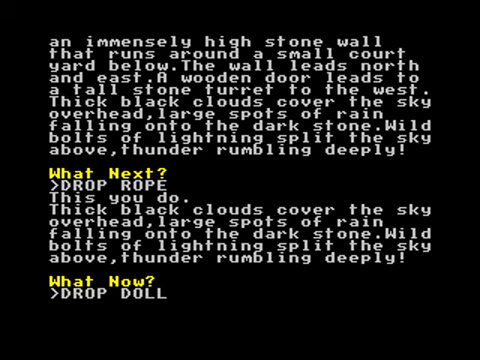 an immensely high stone wall
that runs around a small court
yard below.The wall leads north
and east.A wooden door leads to
a tall stone turret to the west.
Thick black clouds cover the sky
overhead,large spots of rain
falling onto the dark stone.Wild
bolts of lightning split the sky
above,thunder rumbling deeply!
What Next?
>DROP ROPE
This you do.
Thick black clouds cover the sky
overhead,large spots of rain
falling onto the dark stone.Wild
bolts of lightning split the sky
above,thunder rumbling deeply!
What Now?
>DROP DOLL